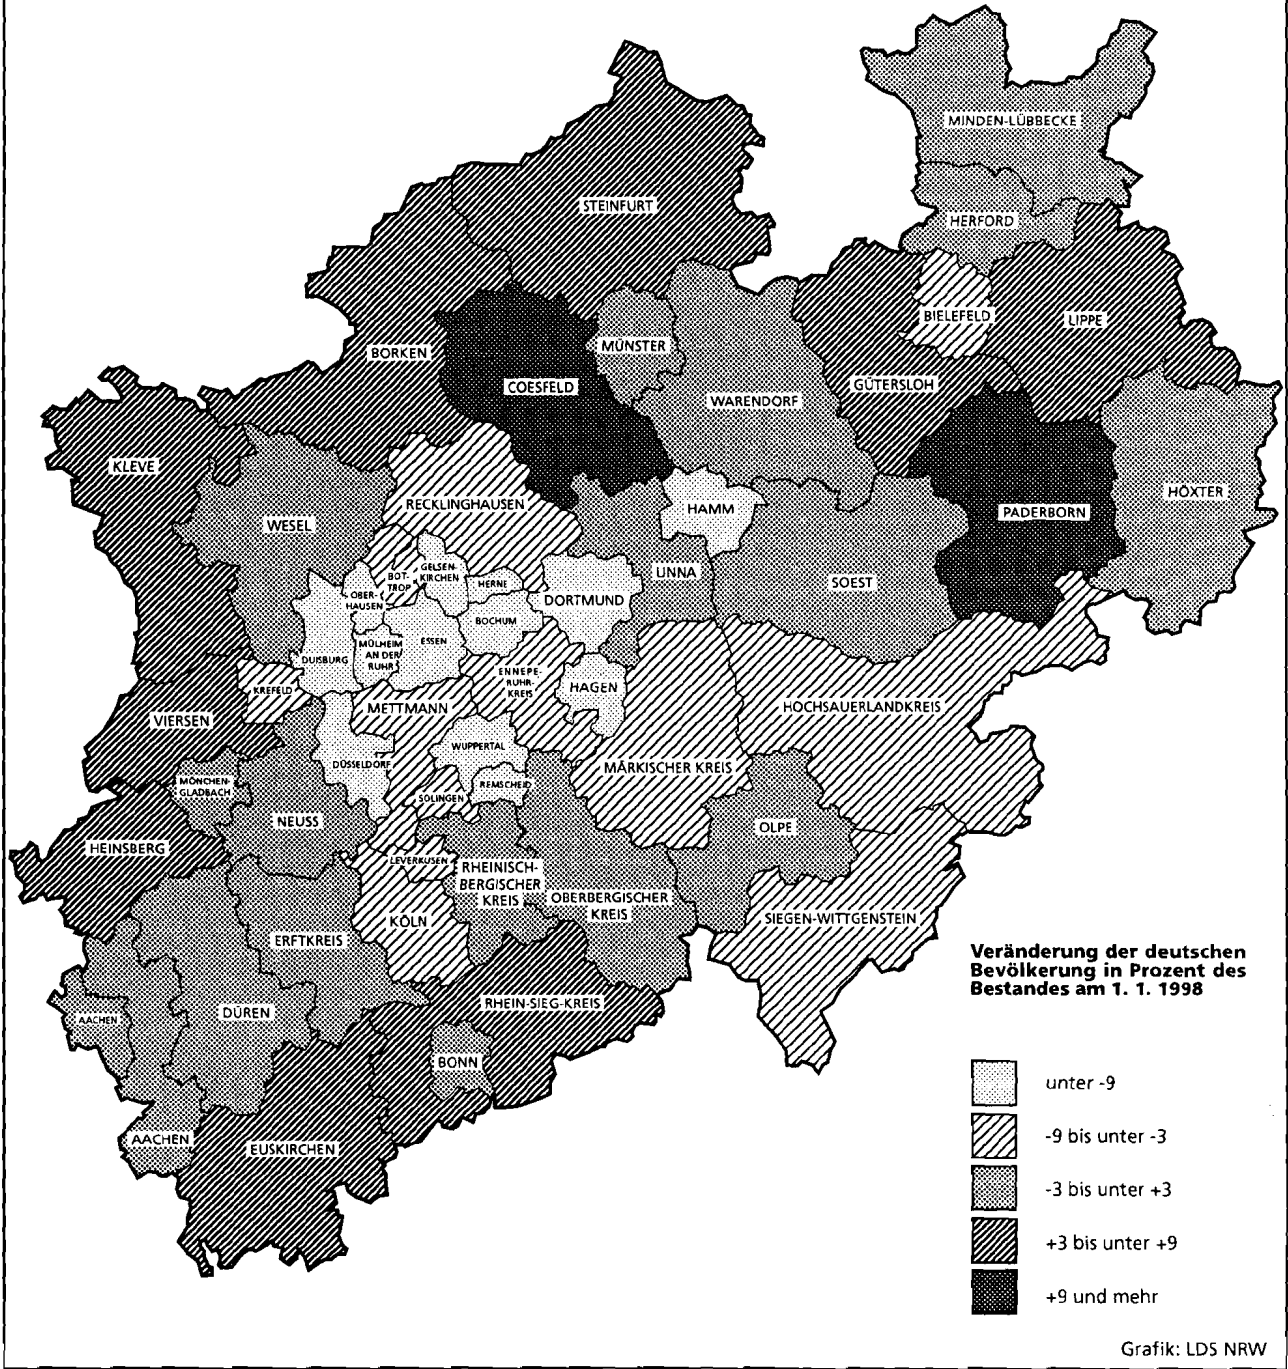 MINDEN-LÜBBECKE
STEINFURT
HERFORD
BIELEFELD
LIPPE
MÜNSTER
BORKEN
COESFELD
GÜTERSLOH
WARENDORF
KLEVE
HÖXTER
RECKLINGHAUSEN
HAMM
PADERBORN
WESEL
GELSEN-
KIRCHEN
BOT-
TROP
HERNE
UNNA
SOEST
OBER-
HAUSEN
DORTMUND
BOCHUM
ESSEN
MÜLHEIM
AN DER
RUHR
DUISBURG
ENNEPE-
RUHR-
KREIS
HAGEN
KREFELD
METTMANN
HOCHSAUERLANDKREIS
VIERSEN
WUPPERTAL
DÜSSELDORF
MÄRKISCHER KREIS
MÖNCHEN-
GLADBACH
REMSCHEID
SOLINGEN
NEUSS
OLPE
HEINSBERG
LEVERKUSEN
RHEINISCH-
BERGISCHER
KREIS
OBERBERGISCHER
KREIS
KÖLN
SIEGEN-WITTGENSTEIN
ERFTKREIS
RHEIN-SIEG-KREIS
DÜREN
AACHEN
BONN
AACHEN
EUSKIRCHEN
Veränderung der deutschen
Bevölkerung in Prozent des
Bestandes am 1. 1. 1998
unter -9
-9 bis unter -3
-3 bis unter +3
+3 bis unter +9
+9 und mehr
Grafik: LDS NRW